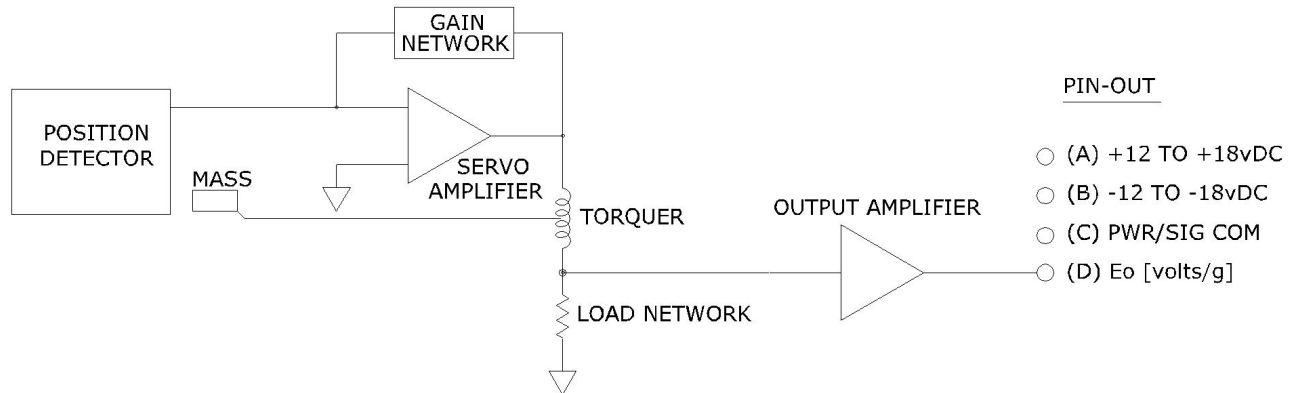 GAIN
NETWORK
PIN-OUT
POSITION
DETECTOR
SERVO
AMPLIFIER
MASS
TORQUER
OUTPUT AMPLIFIER
LOAD NETWORK
(A) +12 TO +18vDC
(B) -12 TO -18vDC
(C) PWR/SIG COM
(D) Eo [volts/g]